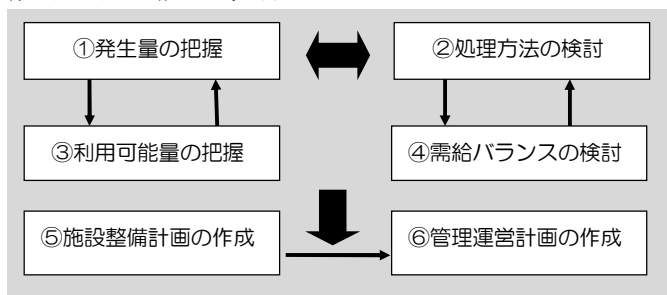 ①発生量の把握
②処理方法の検討
③利用可能量の把握
④需給バランスの検討
⑤施設整備計画の作成
⑥管理運営計画の作成